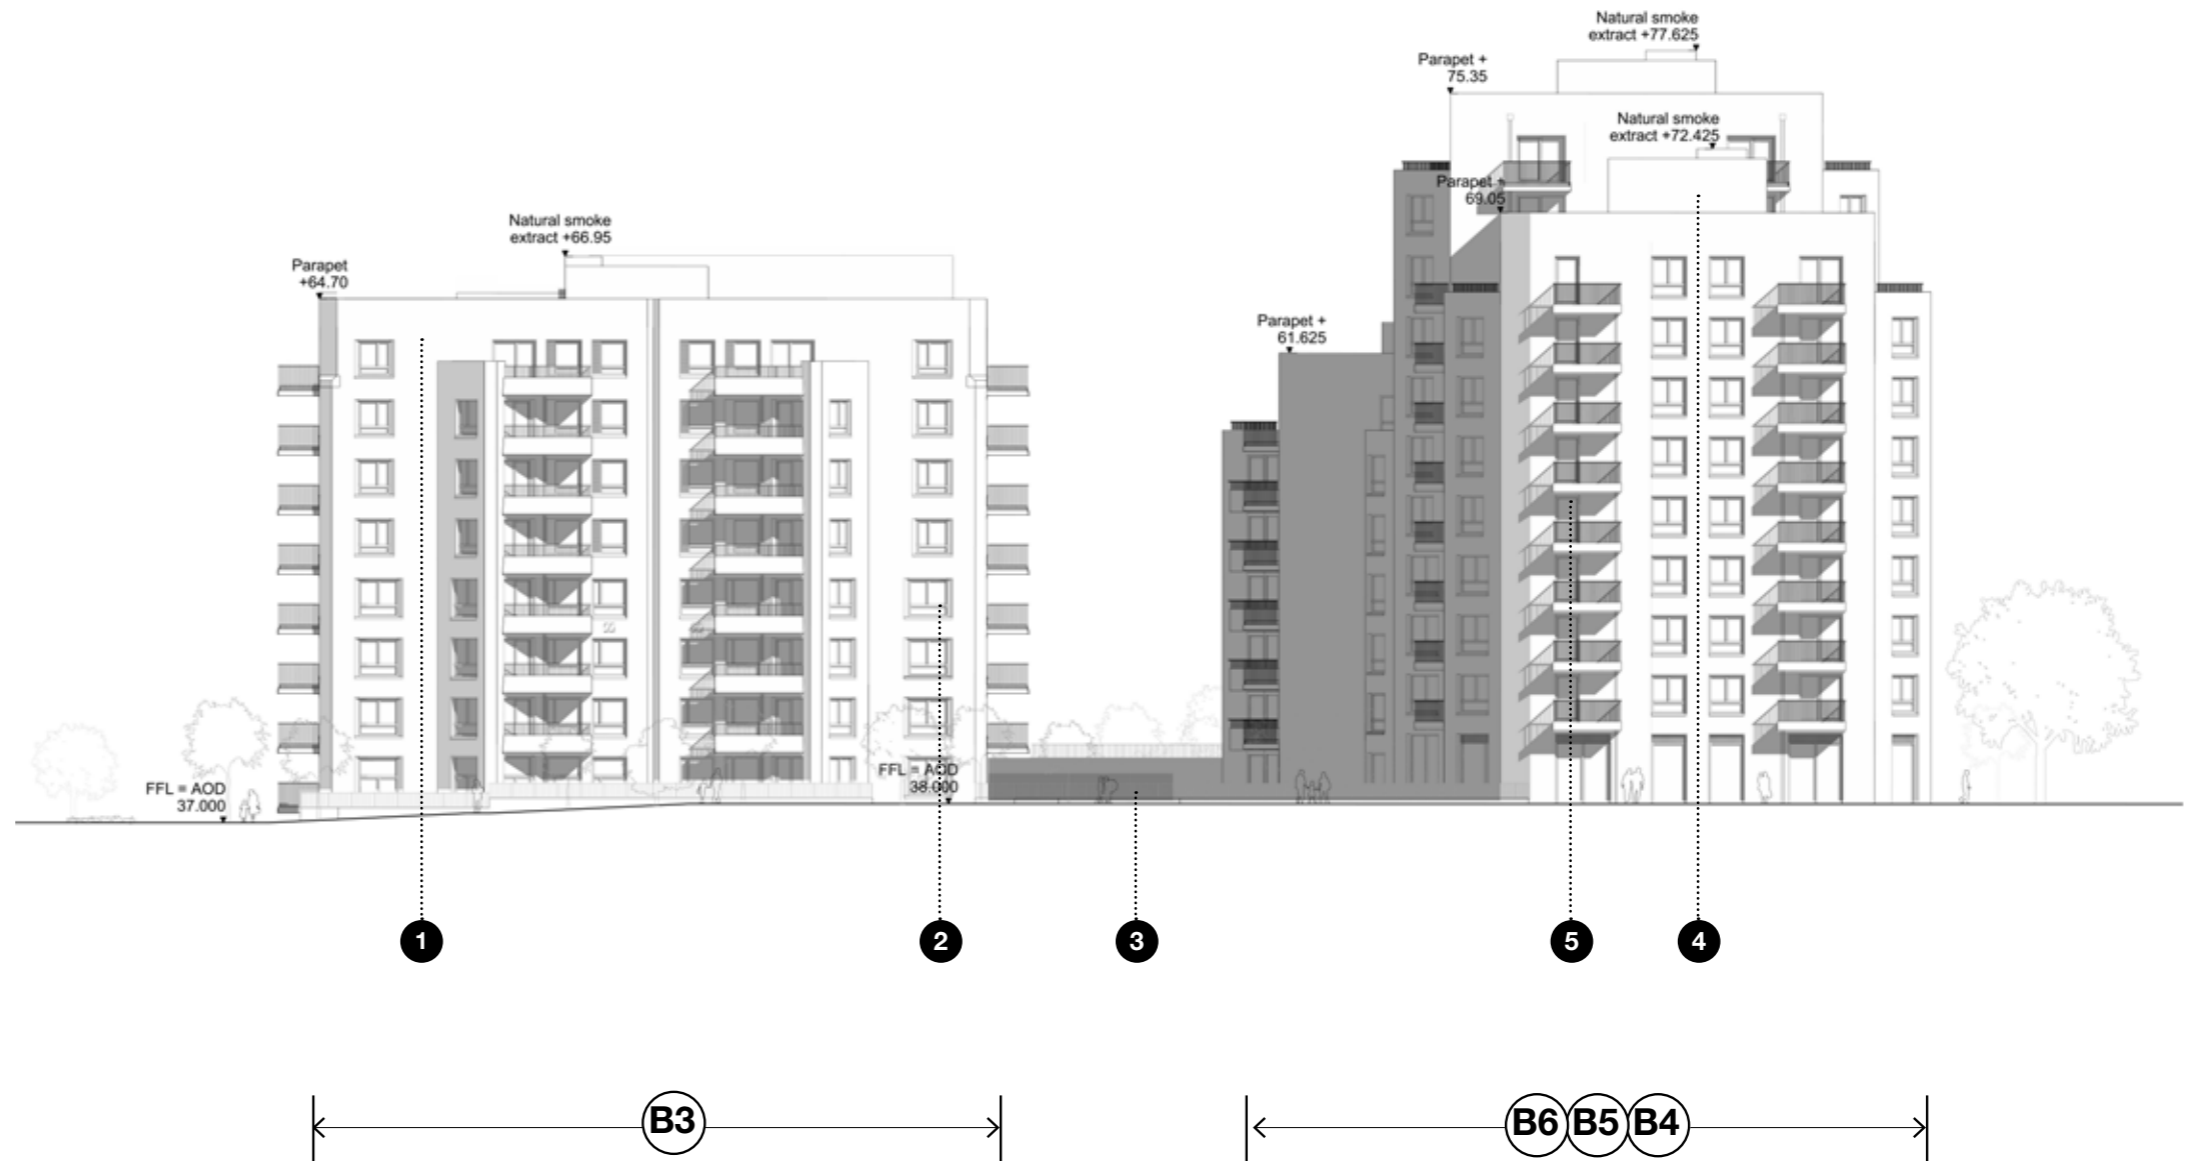 Natural smoke
extract +77.625
Parapet +
75.35
Natural smoke
extract +72.425
Parapet +
69.05
Natural smoke
extract +66.95
Parapet
+64.70
Parapet +
61.625
FFL = AOD
37.000
FFL = AOD
38.000
1
2
3
5
4
B3
B6 B5 B4